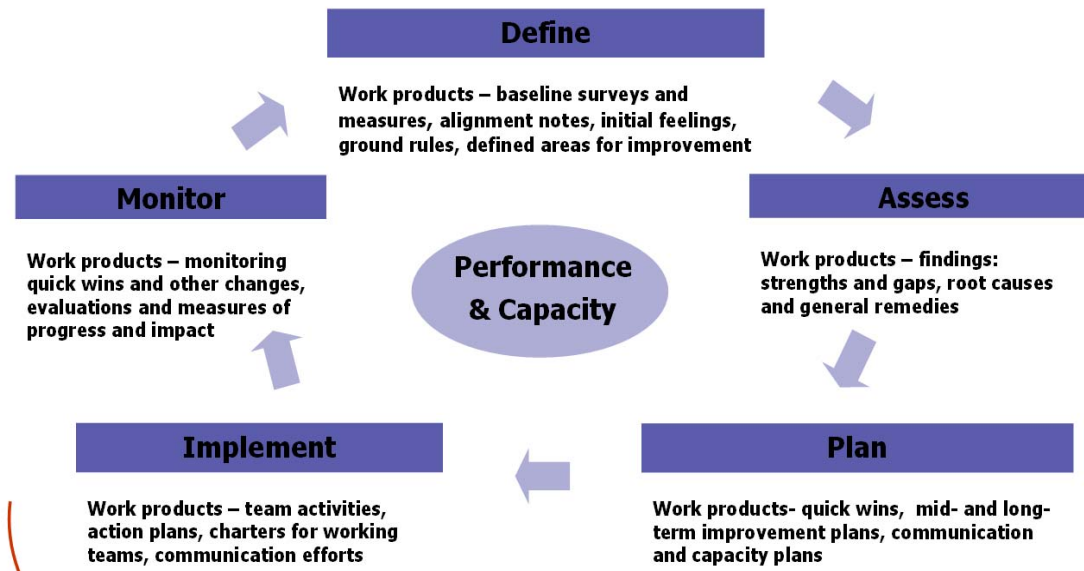 Define
Work products – baseline surveys and
measures, alignment notes, initial feelings,
ground rules, defined areas for improvement
Monitor
Work products – monitoring
quick wins and other changes,
evaluations and measures of
progress and impact
Performance
& Capacity
Assess
Work products – findings:
strengths and gaps, root causes
and general remedies
Implement
Work products – team activities,
action plans, charters for working
teams, communication efforts
Plan
Work products- quick wins,  mid- and long-
term improvement plans, communication
and capacity plans